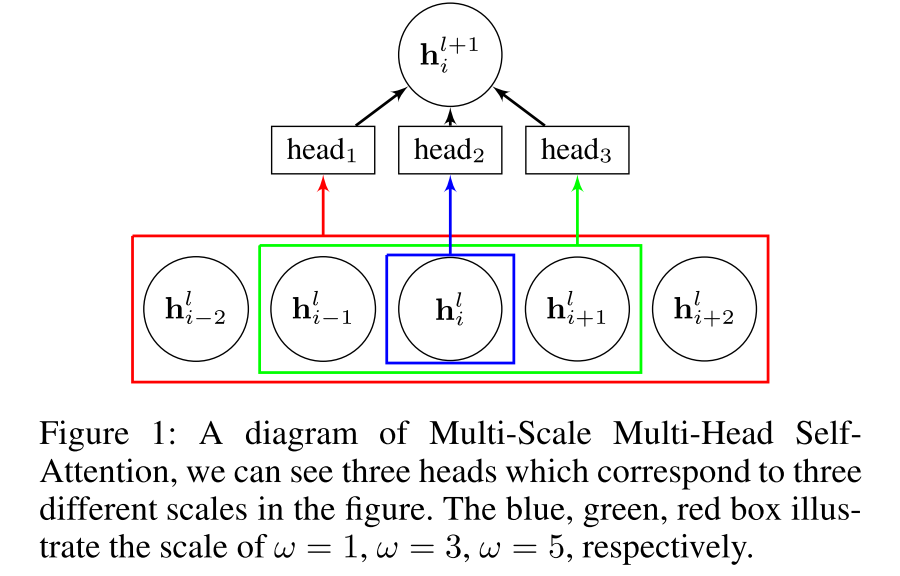 h_i^{l+1}
head_1 head_2 head_3
h_{i-2}^l h_{i-1}^l h_i^l h_{i+1}^l h_{i+2}^l
Figure 1: A diagram of Multi-Scale Multi-Head Self-
Attention, we can see three heads which correspond to three
different scales in the figure. The blue, green, red box illus-
trate the scale of ω = 1, ω = 3, ω = 5, respectively.